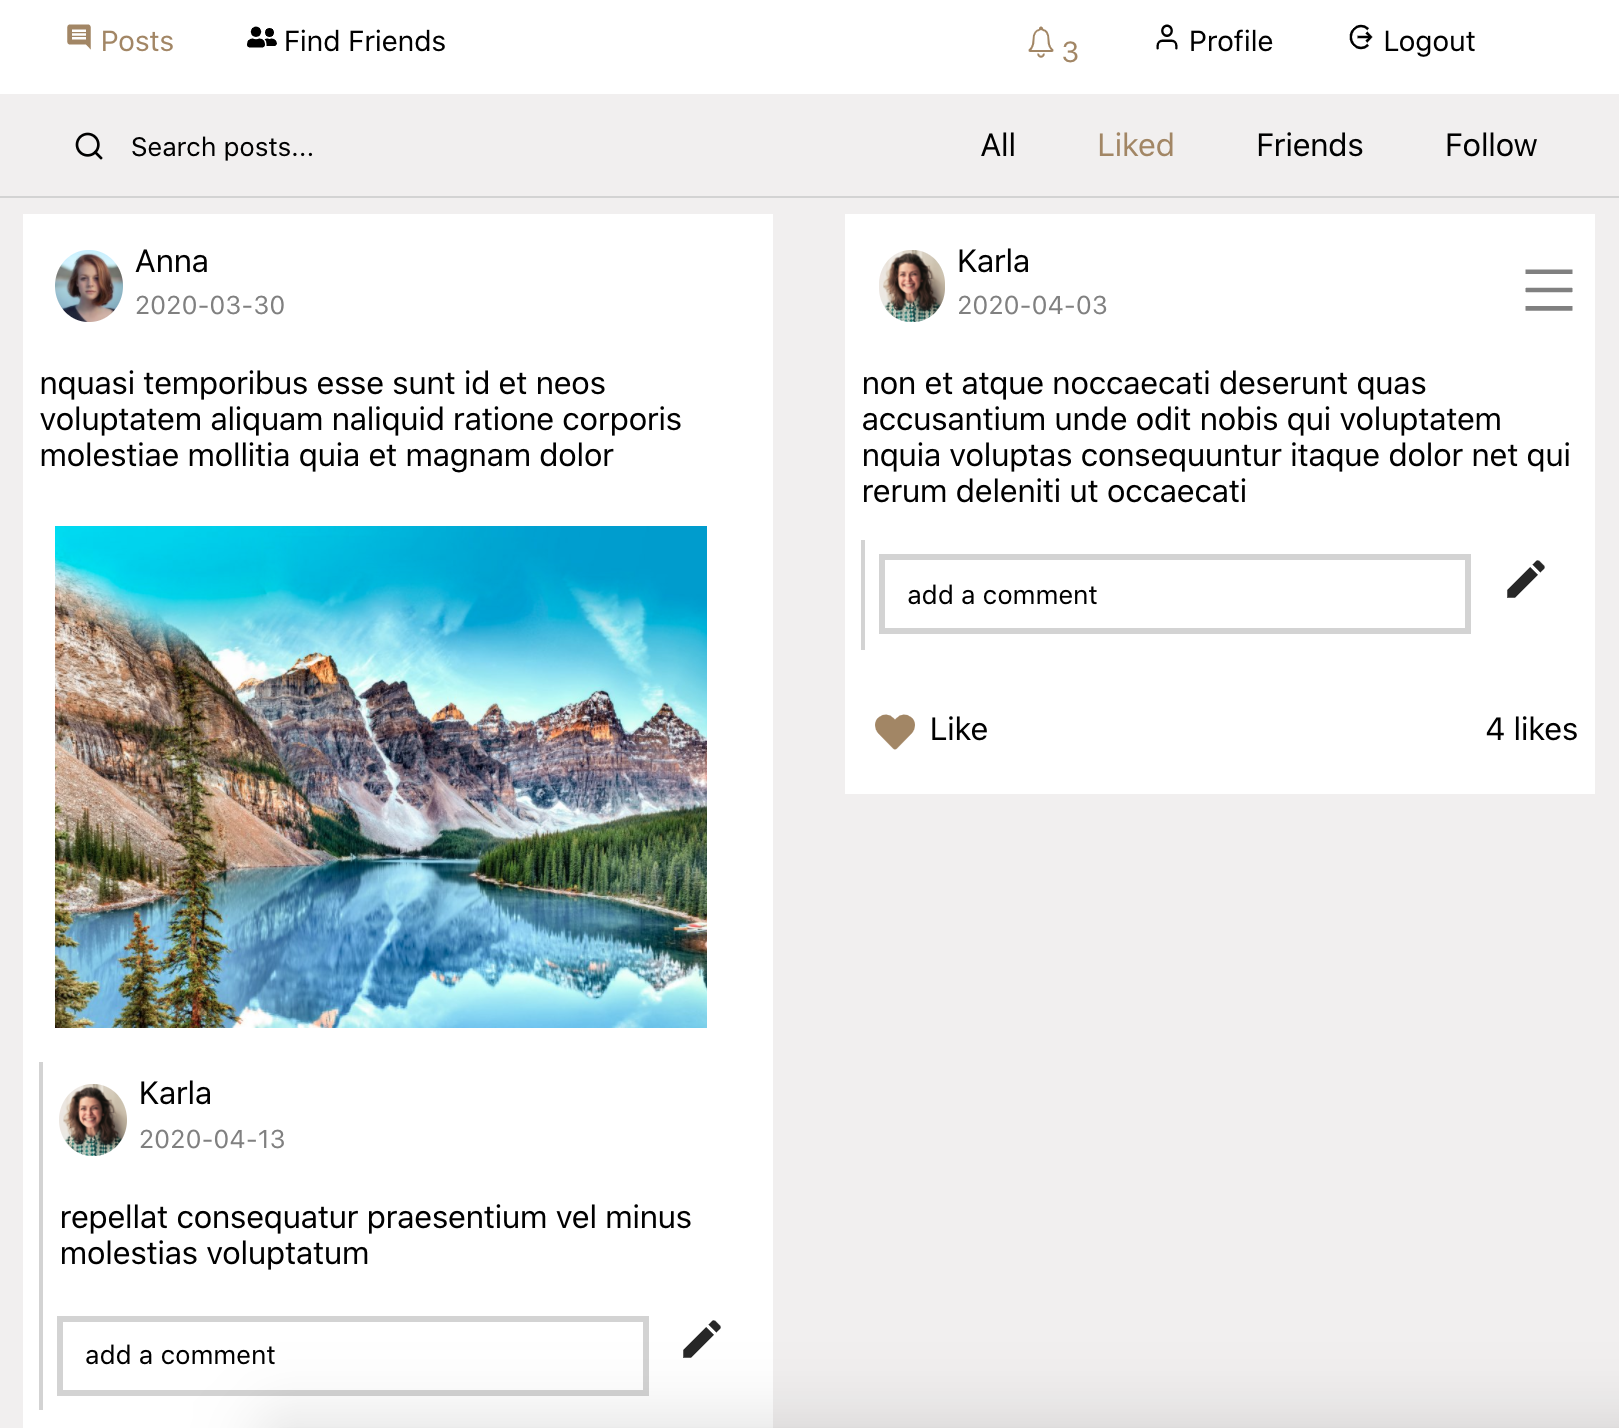 Posts
Find Friends
3
Profile
Logout
Search posts...
All
Liked
Friends
Follow
Anna
2020-03-30
nquasi temporibus esse sunt id et neos
voluptatem aliquam naliquid ratione corporis
molestiae mollitia quia et magnam dolor
Karla
2020-04-13
repellat consequatur praesentium vel minus
molestias voluptatum
add a comment
Karla
2020-04-03
non et atque noccaecati deserunt quas
accusantium unde odit nobis qui voluptatem
nquia voluptas consequuntur itaque dolor net qui
rerum deleniti ut occaecati
add a comment
Like
4 likes